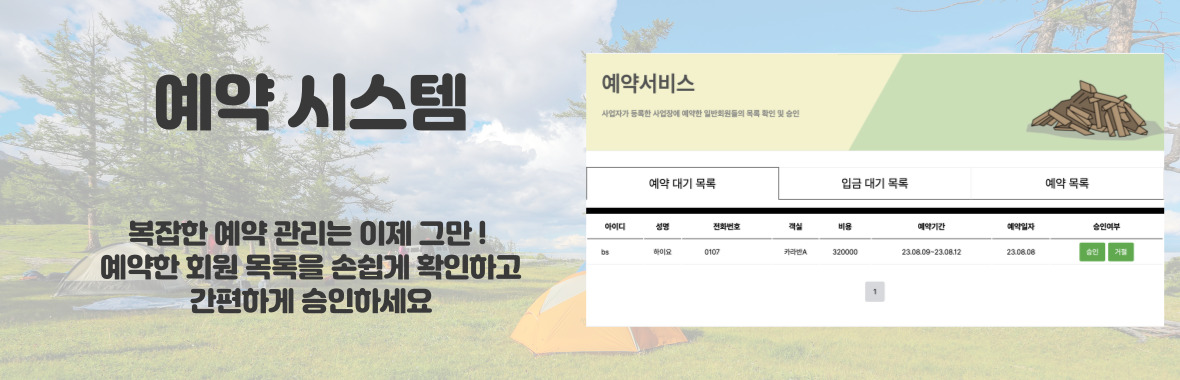 예약 시스템
복잡한 예약 관리는 이제 그만 !
예약한 회원 목록을 손쉽게 확인하고
간편하게 승인하세요
예약서비스
사업자가 등록한 사업장에 예약한 일반회원들의 목록 확인 및 승인
예약 대기 목록 입금 대기 목록 예약 목록
아이디 성명 전화번호 객실 비용 예약기간 예약일자 승인여부
bs 하이요 0107 카라반A 320000 23.08.09~23.08.12 23.08.08 승인 거절
1